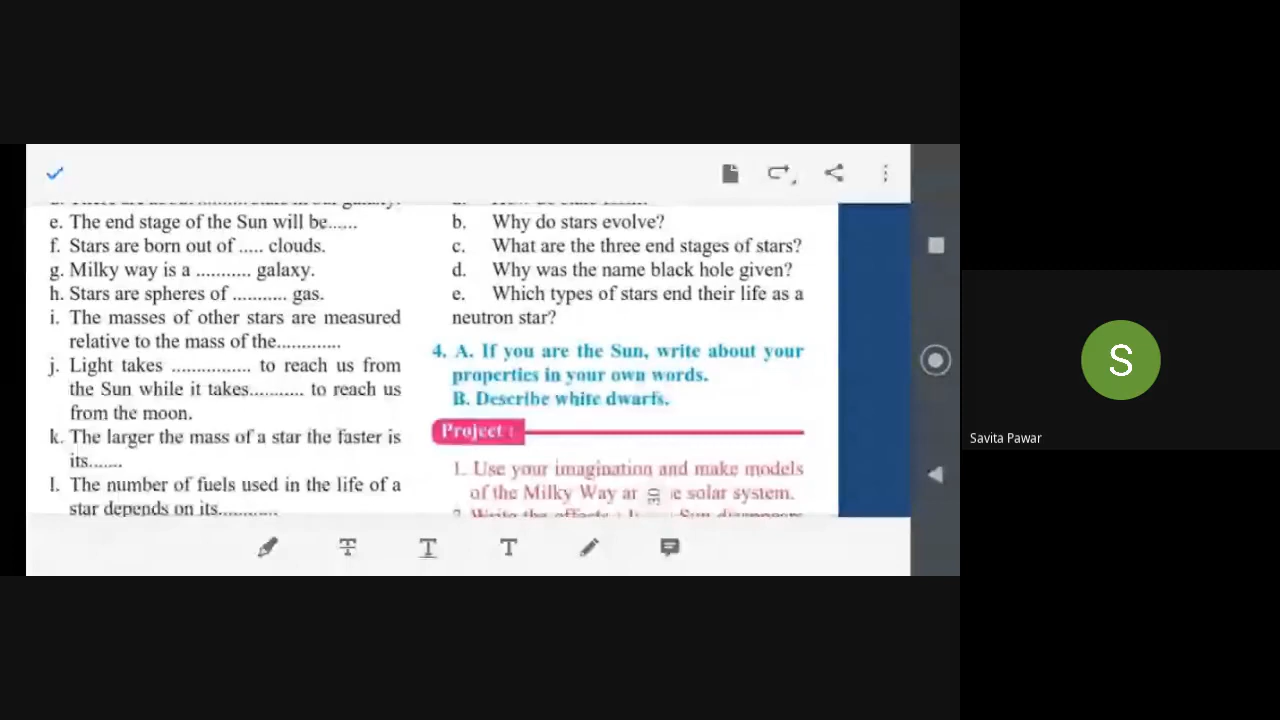 e. The end stage of the Sun will be......
f. Stars are born out of ..... clouds.
g. Milky way is a ........... galaxy.
h. Stars are spheres of ........... gas.
i. The masses of other stars are measured
relative to the mass of the.............
j. Light takes ................ to reach us from
the Sun while it takes........... to reach us
from the moon.
k. The larger the mass of a star the faster is
its.......
l. The number of fuels used in the life of a
star depends on its............
b. Why do stars evolve?
c. What are the three end stages of stars?
d. Why was the name black hole given?
e. Which types of stars end their life as a
neutron star?
4. A. If you are the Sun, write about your
properties in your own words.
B. Describe white dwarfs.
Project :
1. Use your imagination and make models
of the Milky Way solar system.
S
Savita Pawar